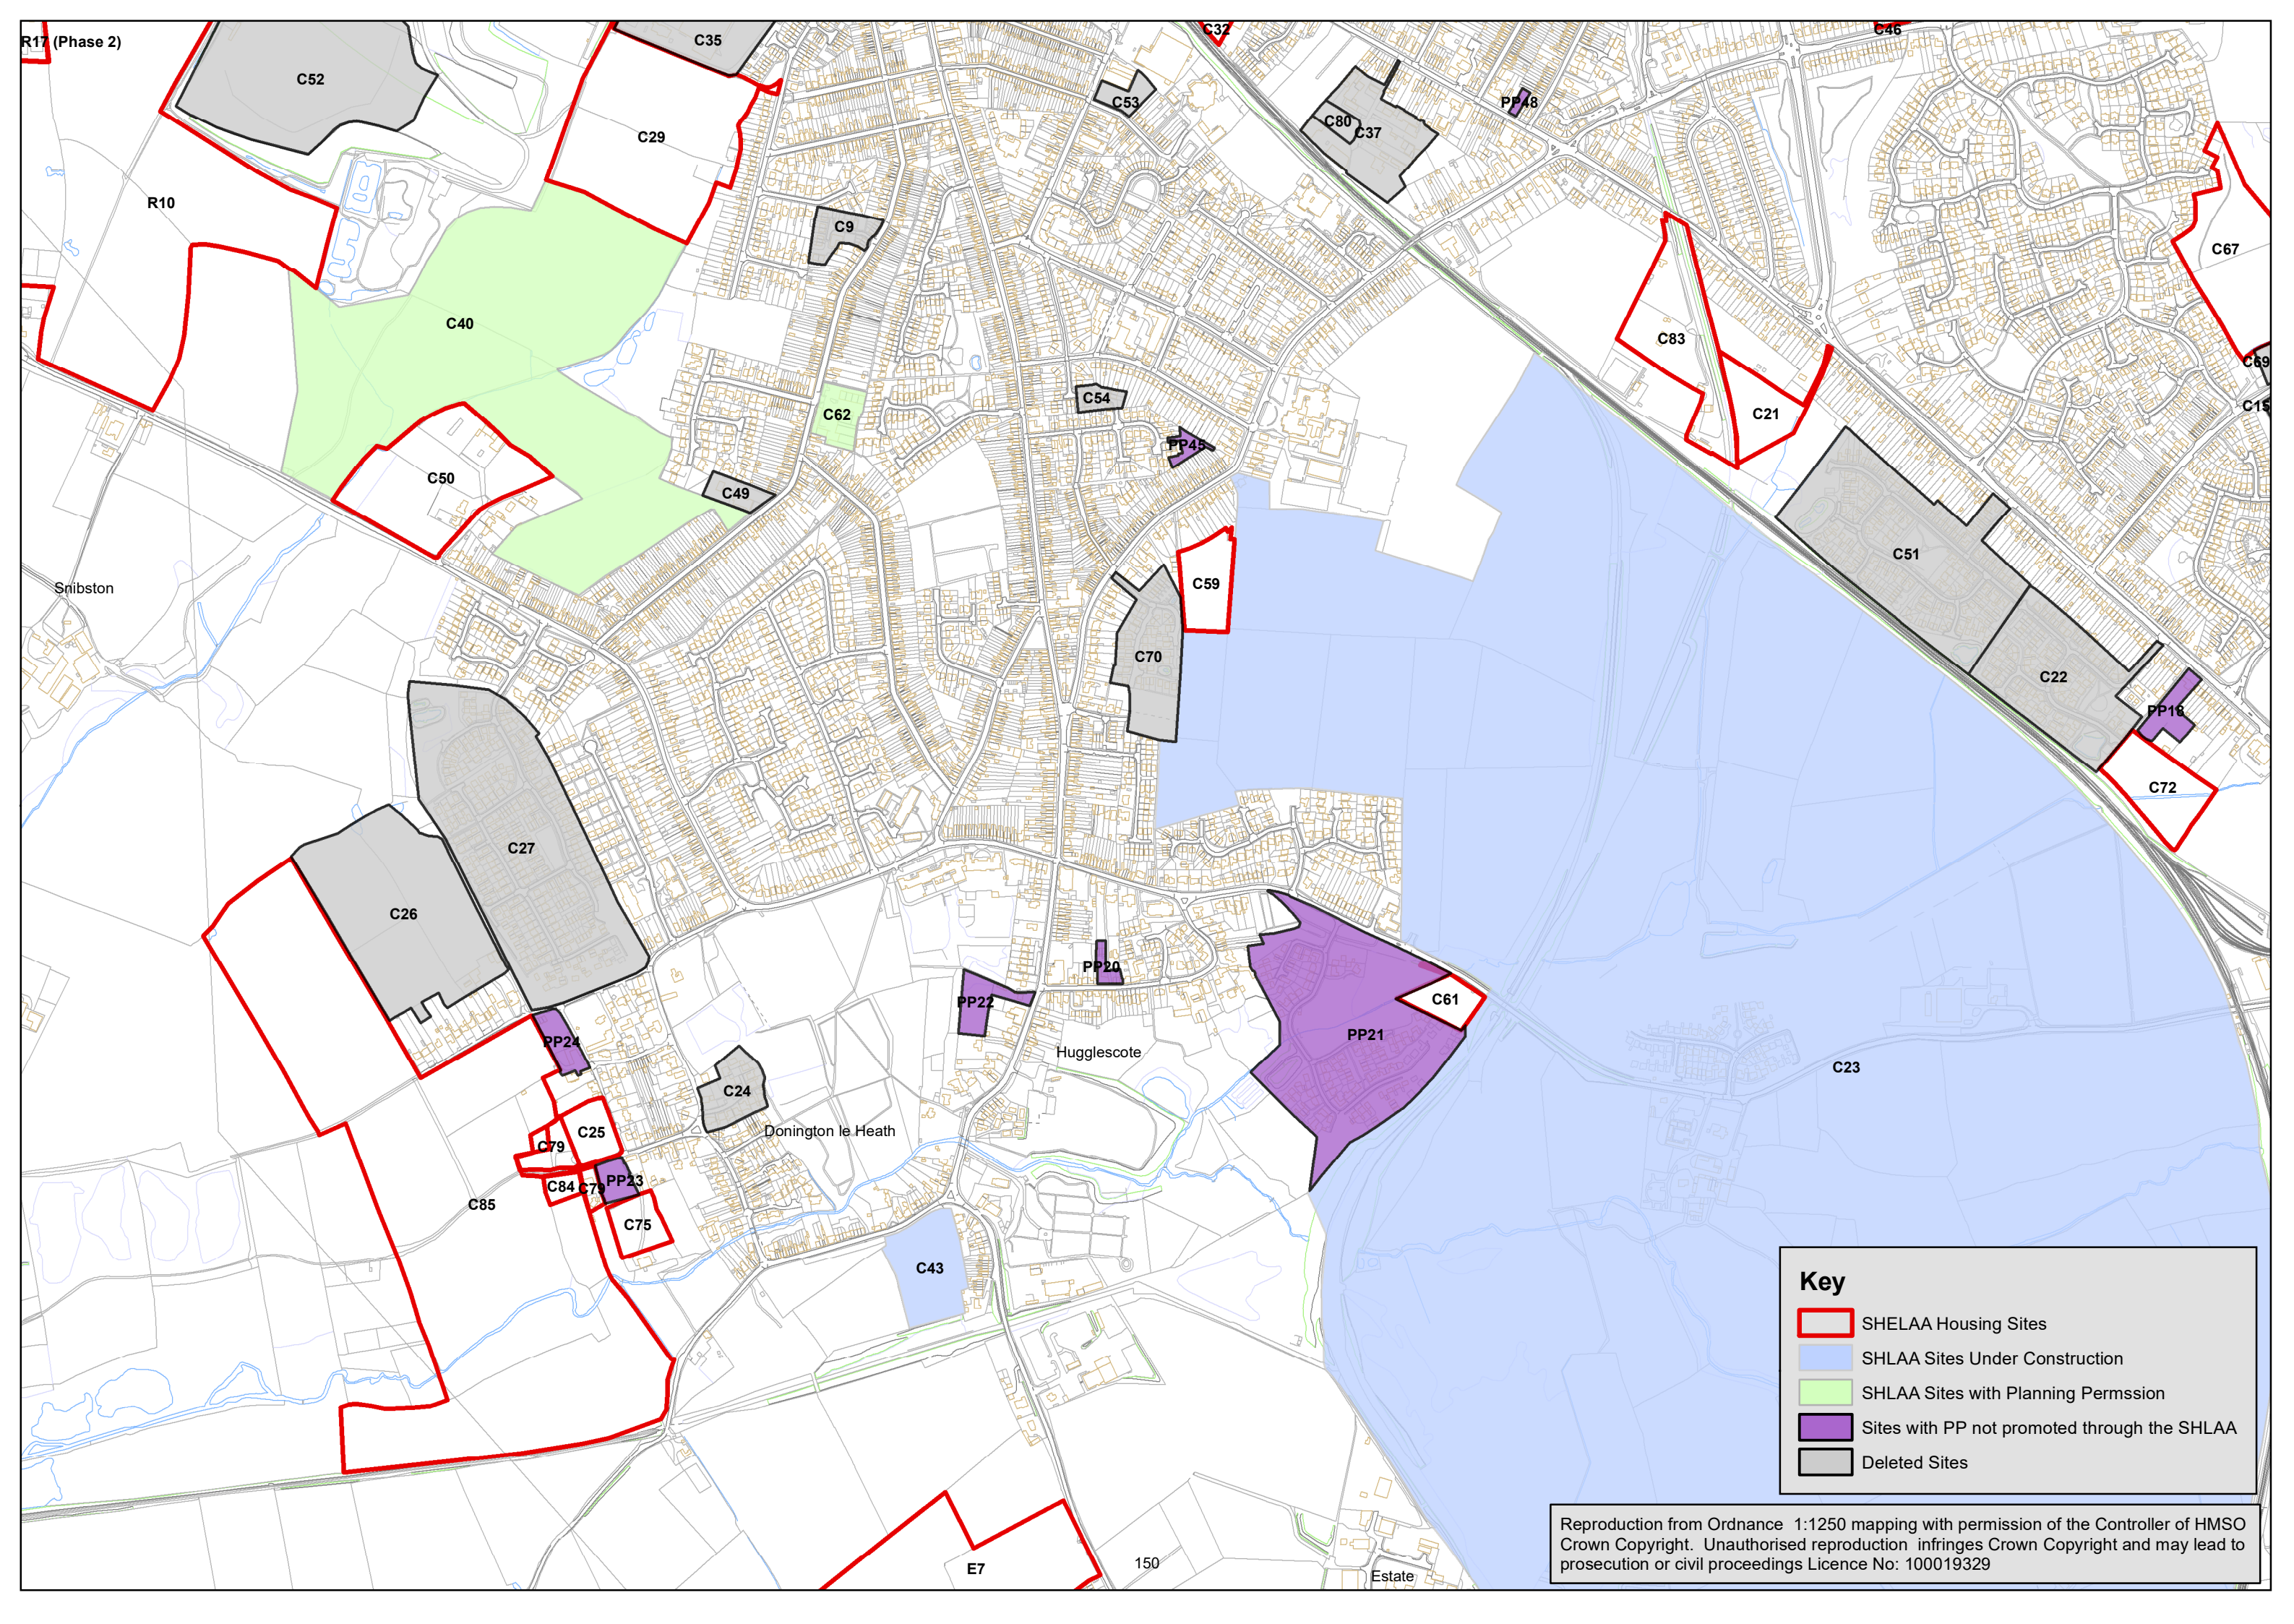 R17 (Phase 2)
C52
C35
C32
C46
C53
PP48
C80
C37
C29
R10
C9
C67
C40
C83
C69
C62
C54
C21
C15
PP45
C50
C49
C51
Snibston
C59
C70
C22
PP18
C72
C27
C26
PP20
PP22
C61
PP21
PP24
Hugglescote
C23
C24
C25
Donington le Heath
C79
PP23
C84
C79
C85
C75
C43
Key
SHELAA Housing Sites
SHLAA Sites Under Construction
SHLAA Sites with Planning Permssion
Sites with PP not promoted through the SHLAA
Deleted Sites
Reproduction from Ordnance 1:1250 mapping with permission of the Controller of HMSO
Crown Copyright. Unauthorised reproduction infringes Crown Copyright and may lead to
prosecution or civil proceedings Licence No: 100019329
E7
150
Estate